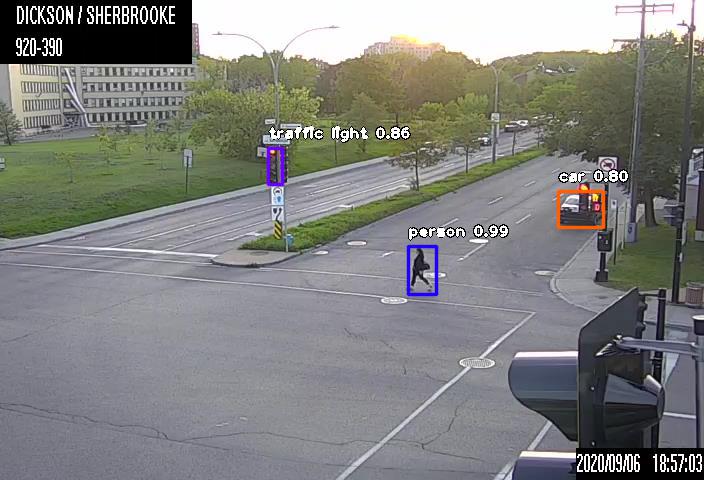 DICKSON / SHERBROOKE
920-390
traffic light 0.86
car 0.80
person 0.99
2020/09/06 18:57:03